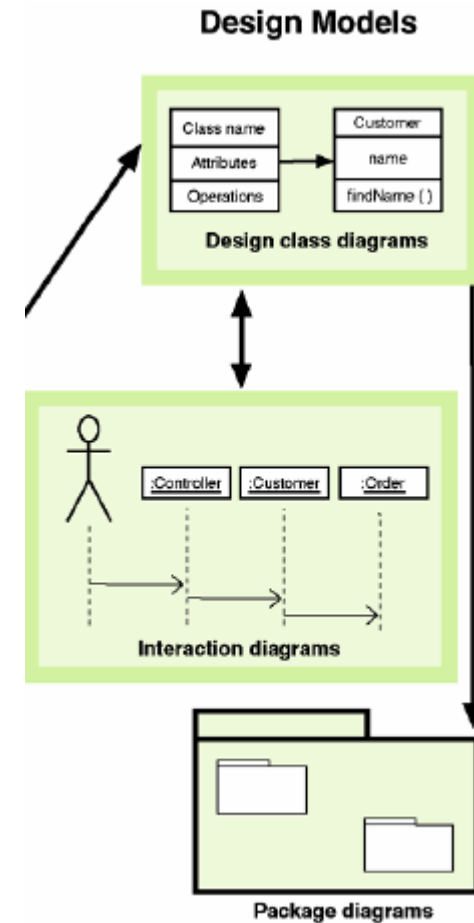 Design Models
Class name
Attributes
Operations
Customer
name
findName ( )
Design class diagrams
:Controller
:Customer
:Order
Interaction diagrams
Package diagrams